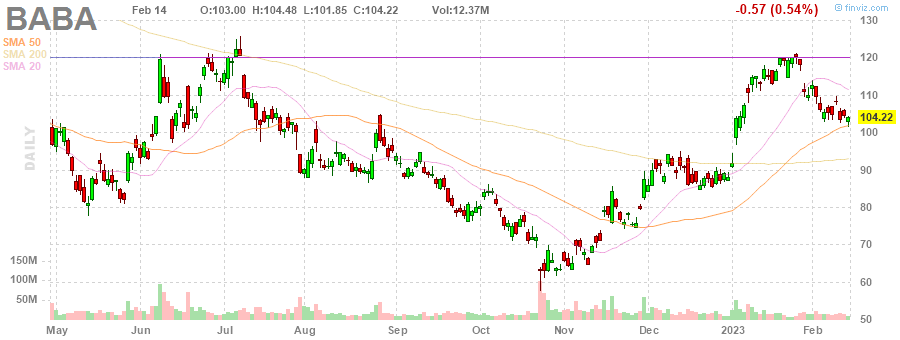 BABA
Feb 14 O:103.00 H:104.48 L:101.85 C:104.22 Vol:12.37M -0.57 (0.54%) finviz.com
SMA 50
SMA 200
SMA 20
DAILY
130
120
110
104.22
100
90
80
70
60
50
150M
100M
50M
May Jun Jul Aug Sep Oct Nov Dec 2023 Feb